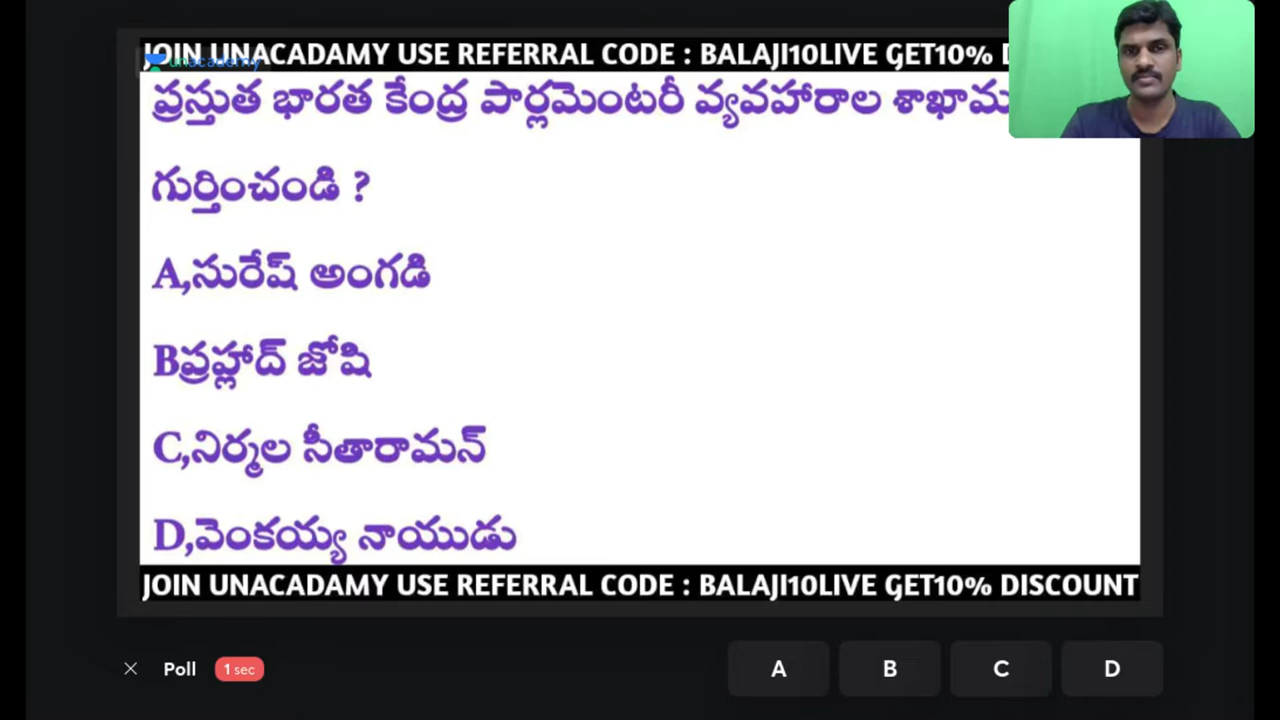 JOIN UNACADAMY USE REFERRAL CODE : BALAJI10LIVE GET10%
unacademy
ప్రస్తుత భారత కేంద్ర పార్లమెంటరీ వ్యవహారాల
గుర్తించండి ?
A,సురేష్ అంగడి
Bప్రహ్లాద్ జోషి
C,నిర్మల సీతారామన్
D,వెంకయ్య నాయుడు
JOIN UNACADAMY USE REFERRAL CODE : BALAJI10LIVE GET10% DISCOUNT
Poll 1 sec A B C D